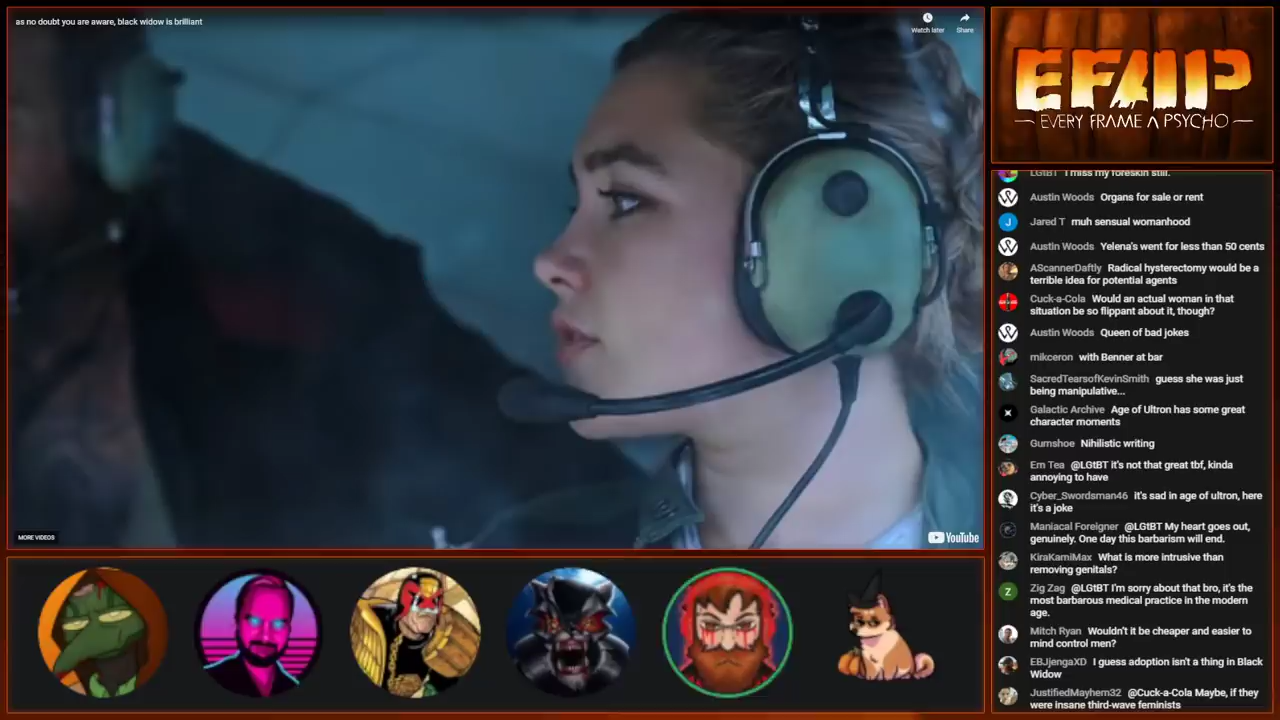 as no doubt you are aware, black widow is brilliant
Watch later
Share
MORE VIDEOS
YouTube
EFAP
EVERY FRAME A PSYCHO
LGtBT I miss my foreskin still.
Austin Woods Organs for sale or rent
Jared T muh sensual womanhood
Austin Woods Yelena's went for less than 50 cents
AScannerDaftly Radical hysterectomy would be a
terrible idea for potential agents
Cuck-a-Cola Would an actual woman in that
situation be so flippant about it, though?
Austin Woods Queen of bad jokes
mikceron with Benner at bar
SacredTearsofKevinSmith guess she was just
being manipulative...
Galactic Archive Age of Ultron has some great
character moments
Gumshoe Nihilistic writing
Em Tea @LGtBT it's not that great tbf, kinda
annoying to have
Cyber_Swordsman46 it's sad in age of ultron, here
it's a joke
Maniacal Foreigner @LGtBT My heart goes out,
genuinely. One day this barbarism will end.
KiraKamiMax What is more intrusive than
removing genitals?
Z
Zig Zag @LGtBT I'm sorry about that bro, it's the
most barbarous medical practice in the modern
age.
Mitch Ryan Wouldn't it be cheaper and easier to
mind control men?
EBJjengaXD I guess adoption isn't a thing in Black
Widow
JustifiedMayhem32 @Cuck-a-Cola Maybe, if they
were insane third-wave feminists